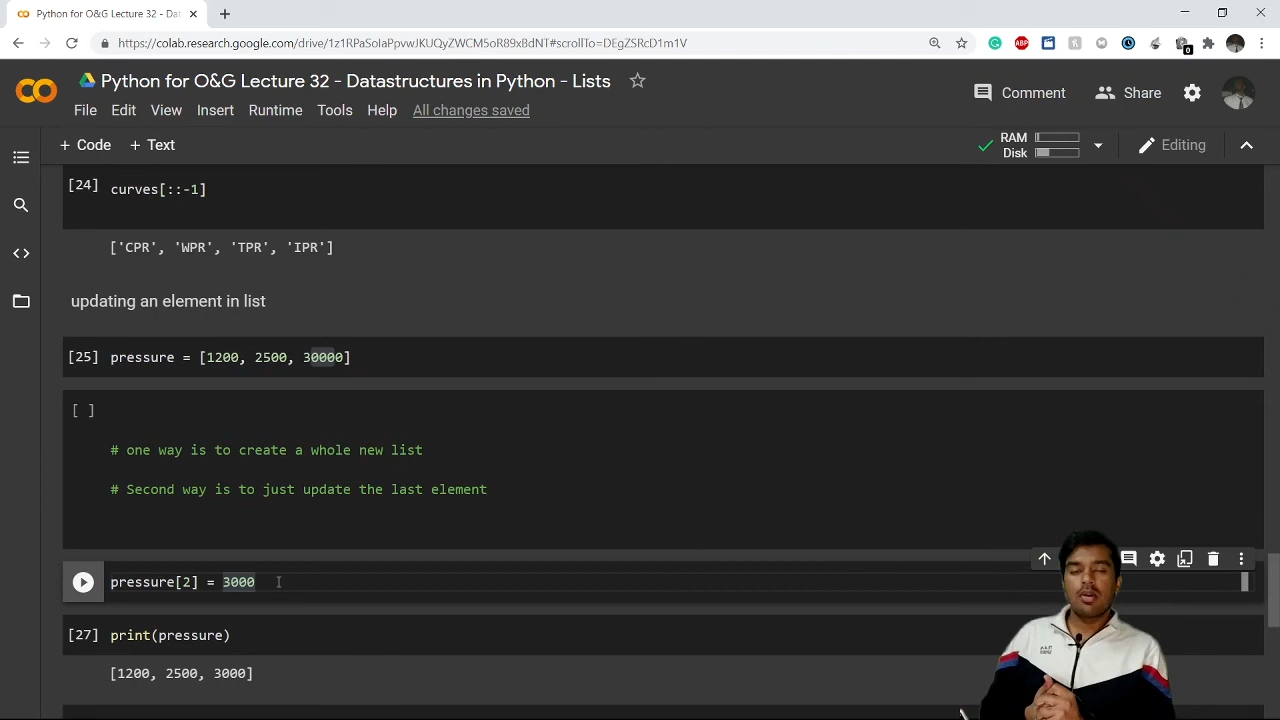 Python for O&G Lecture 32 - Dat
https://colab.research.google.com/drive/1z1RPaSolaPpvwJKUQyZWCM5oR89xBdNT#scrollTo=DEgZSRcD1m1V
ABP
0
Python for O&G Lecture 32 - Datastructures in Python - Lists
Comment
Share
File Edit View Insert Runtime Tools Help All changes saved
+ Code + Text
RAM
Disk
Editing
[24] curves[::-1]
['CPR', 'WPR', 'TPR', 'IPR']
updating an element in list
[25] pressure = [1200, 2500, 30000]
[ ]
# one way is to create a whole new list
# Second way is to just update the last element
pressure[2] = 3000
[27] print(pressure)
[1200, 2500, 3000]